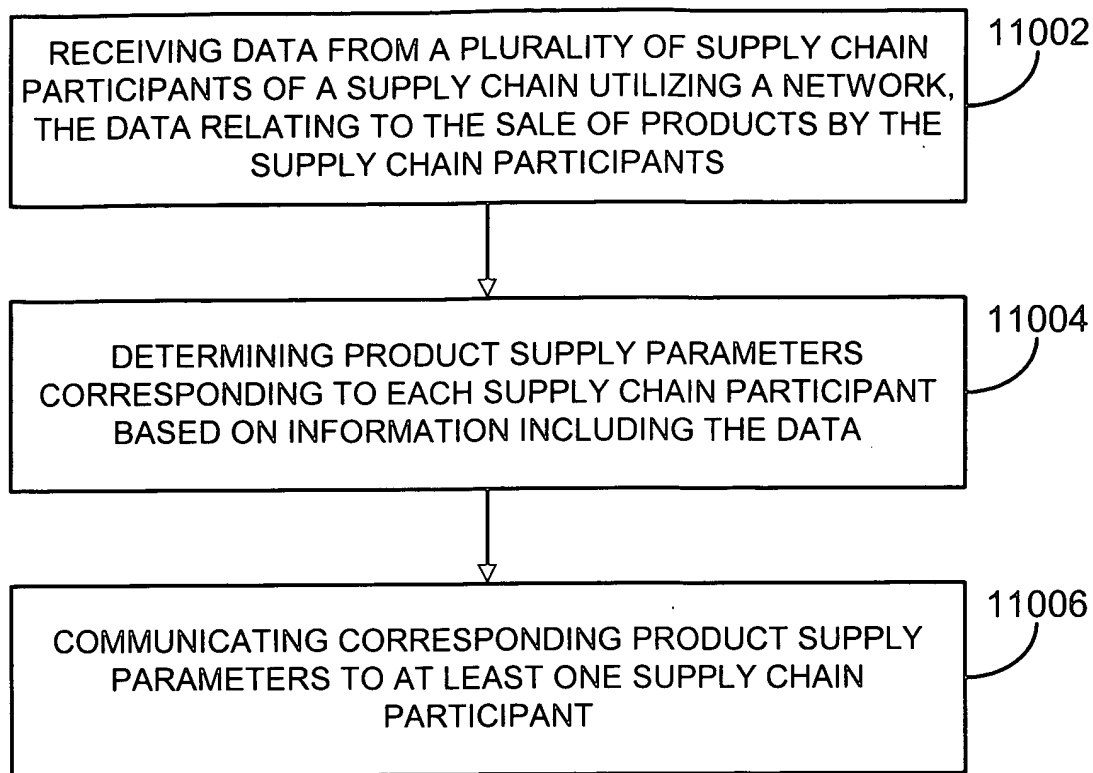 RECEIVING DATA FROM A PLURALITY OF SUPPLY CHAIN
PARTICIPANTS OF A SUPPLY CHAIN UTILIZING A NETWORK,
THE DATA RELATING TO THE SALE OF PRODUCTS BY THE
SUPPLY CHAIN PARTICIPANTS
11002
DETERMINING PRODUCT SUPPLY PARAMETERS
CORRESPONDING TO EACH SUPPLY CHAIN PARTICIPANT
BASED ON INFORMATION INCLUDING THE DATA
11004
COMMUNICATING CORRESPONDING PRODUCT SUPPLY
PARAMETERS TO AT LEAST ONE SUPPLY CHAIN
PARTICIPANT
11006